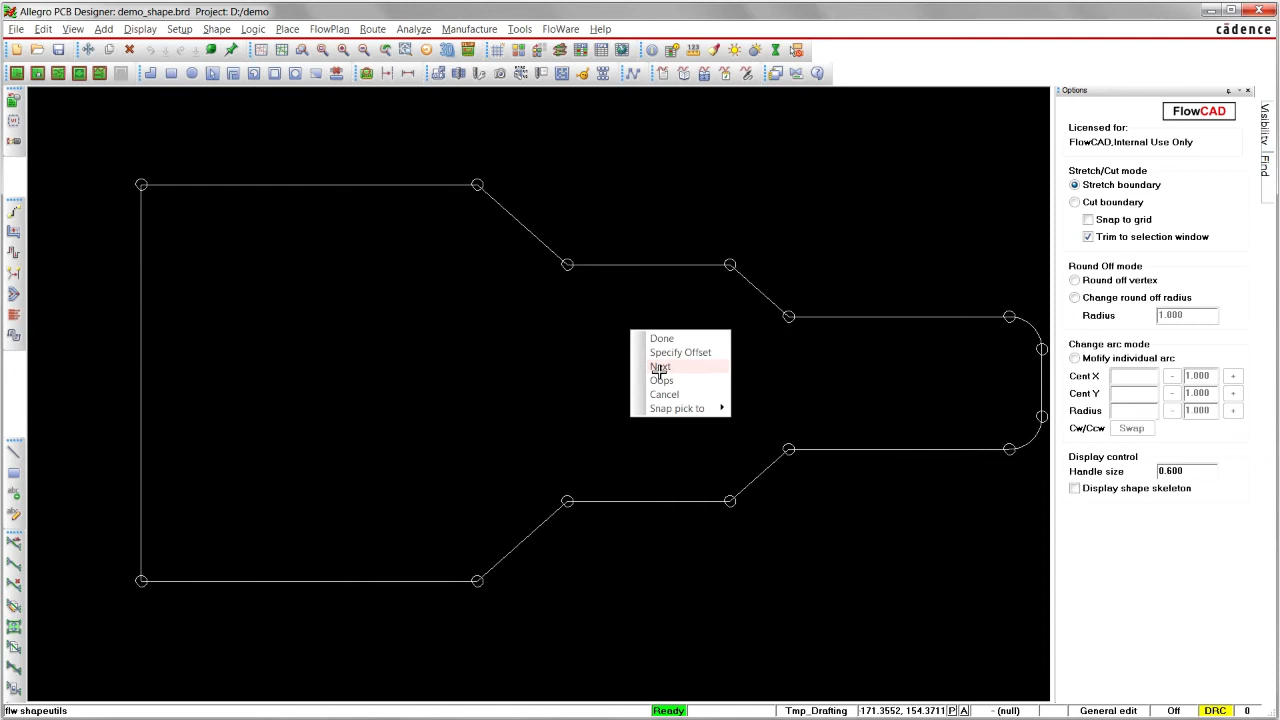 Allegro PCB Designer: demo_shape.brd Project: D:/demo
File Edit View Add Display Setup Shape Logic Place FlowPlan Route Analyze Manufacture Tools FloWare Help
cādence
Options
FlowCAD
Licensed for:
FlowCAD,Internal Use Only
Stretch/Cut mode
Stretch boundary
Cut boundary
Snap to grid
Trim to selection window
Round Off mode
Round off vertex
Change round off radius
Radius 1.000
Change arc mode
Motify individual arc
Cent X - 1.000 +
Cent Y - 1.000 +
Radius - 1.000 +
Cw/Ccw Swap
Display control
Handle size 0.600
Display shape skeleton
Visibility
Find
Done
Specify Offset
Next
Oops
Cancel
Snap pick to
flw shapeutils Ready Tmp_Drafting 171.3552, 154.3711 P A - (null) General edit Off DRC 0